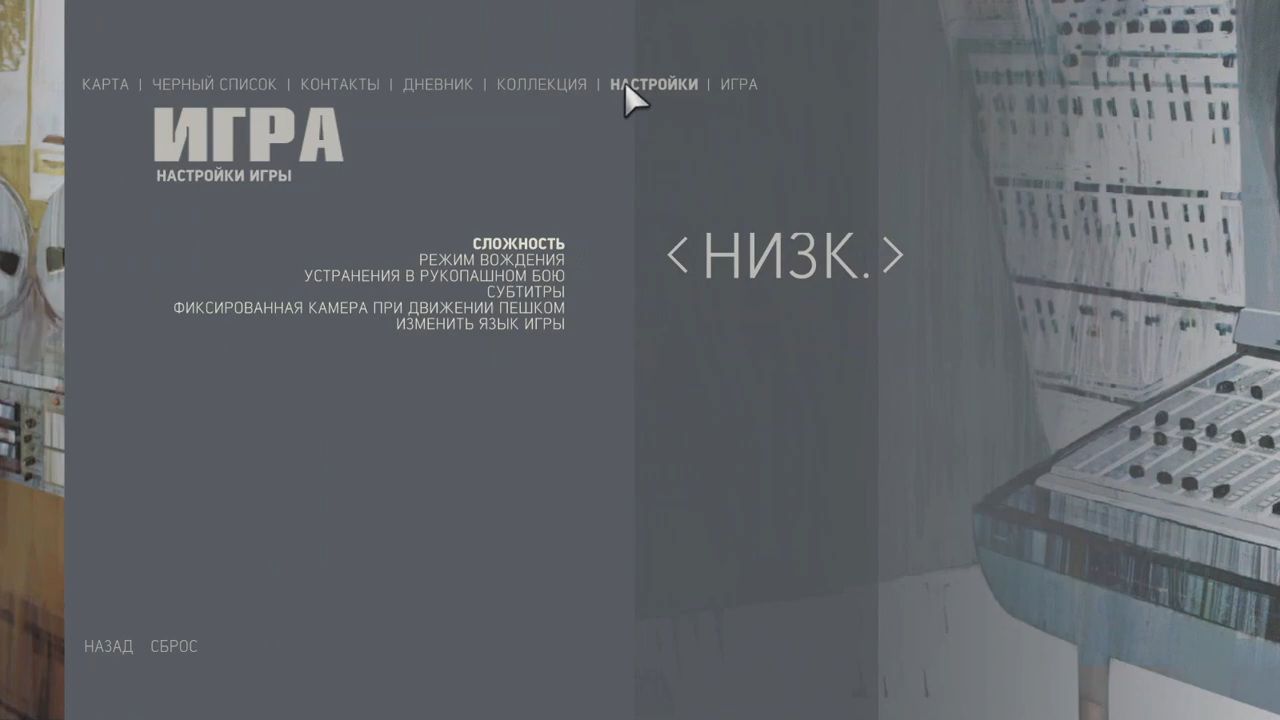 КАРТА | ЧЕРНЫЙ СПИСОК | КОНТАКТЫ | ДНЕВНИК | КОЛЛЕКЦИЯ | НАСТРОЙКИ | ИГРА
ИГРА
НАСТРОЙКИ ИГРЫ
СЛОЖНОСТЬ
< НИЗК. >
РЕЖИМ ВОЖДЕНИЯ
УСТРАНЕНИЯ В РУКОПАШНОМ БОЮ
СУБТИТРЫ
ФИКСИРОВАННАЯ КАМЕРА ПРИ ДВИЖЕНИИ ПЕШКОМ
ИЗМЕНИТЬ ЯЗЫК ИГРЫ
НАЗАД СБРОС